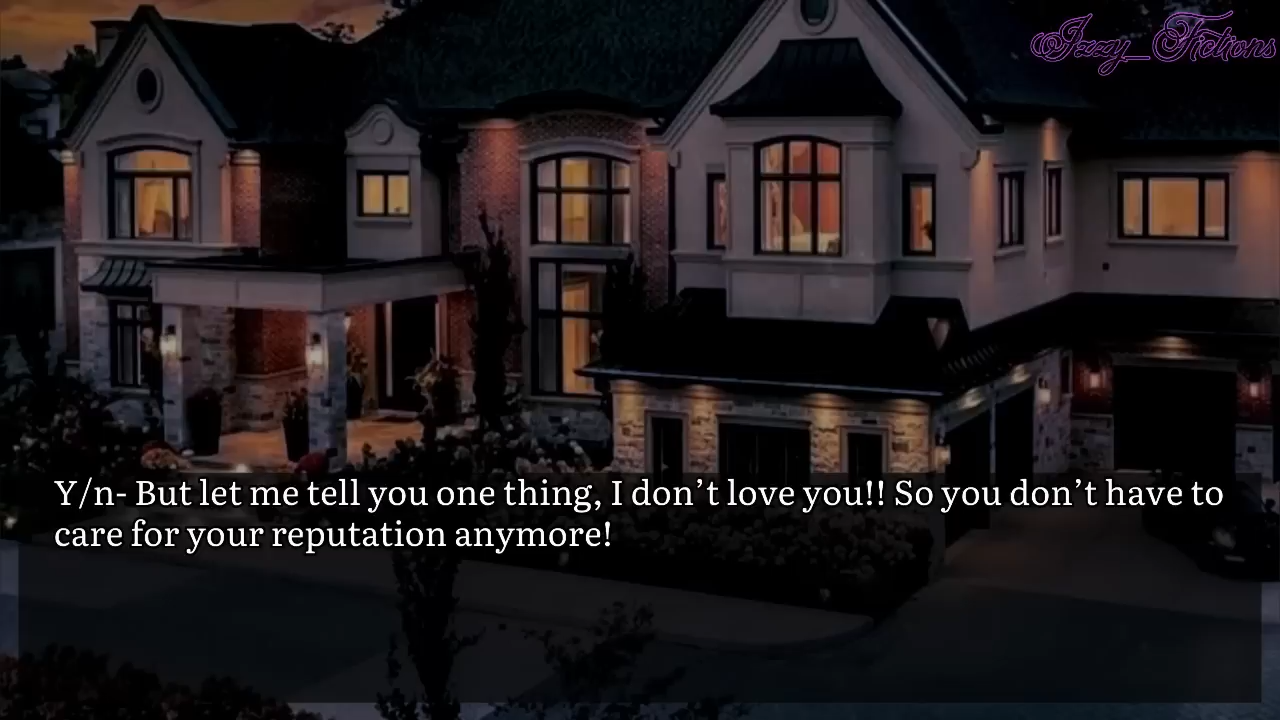 Izzy_Fictions
Y/n- But let me tell you one thing, I don’t love you!! So you don’t have to
care for your reputation anymore!